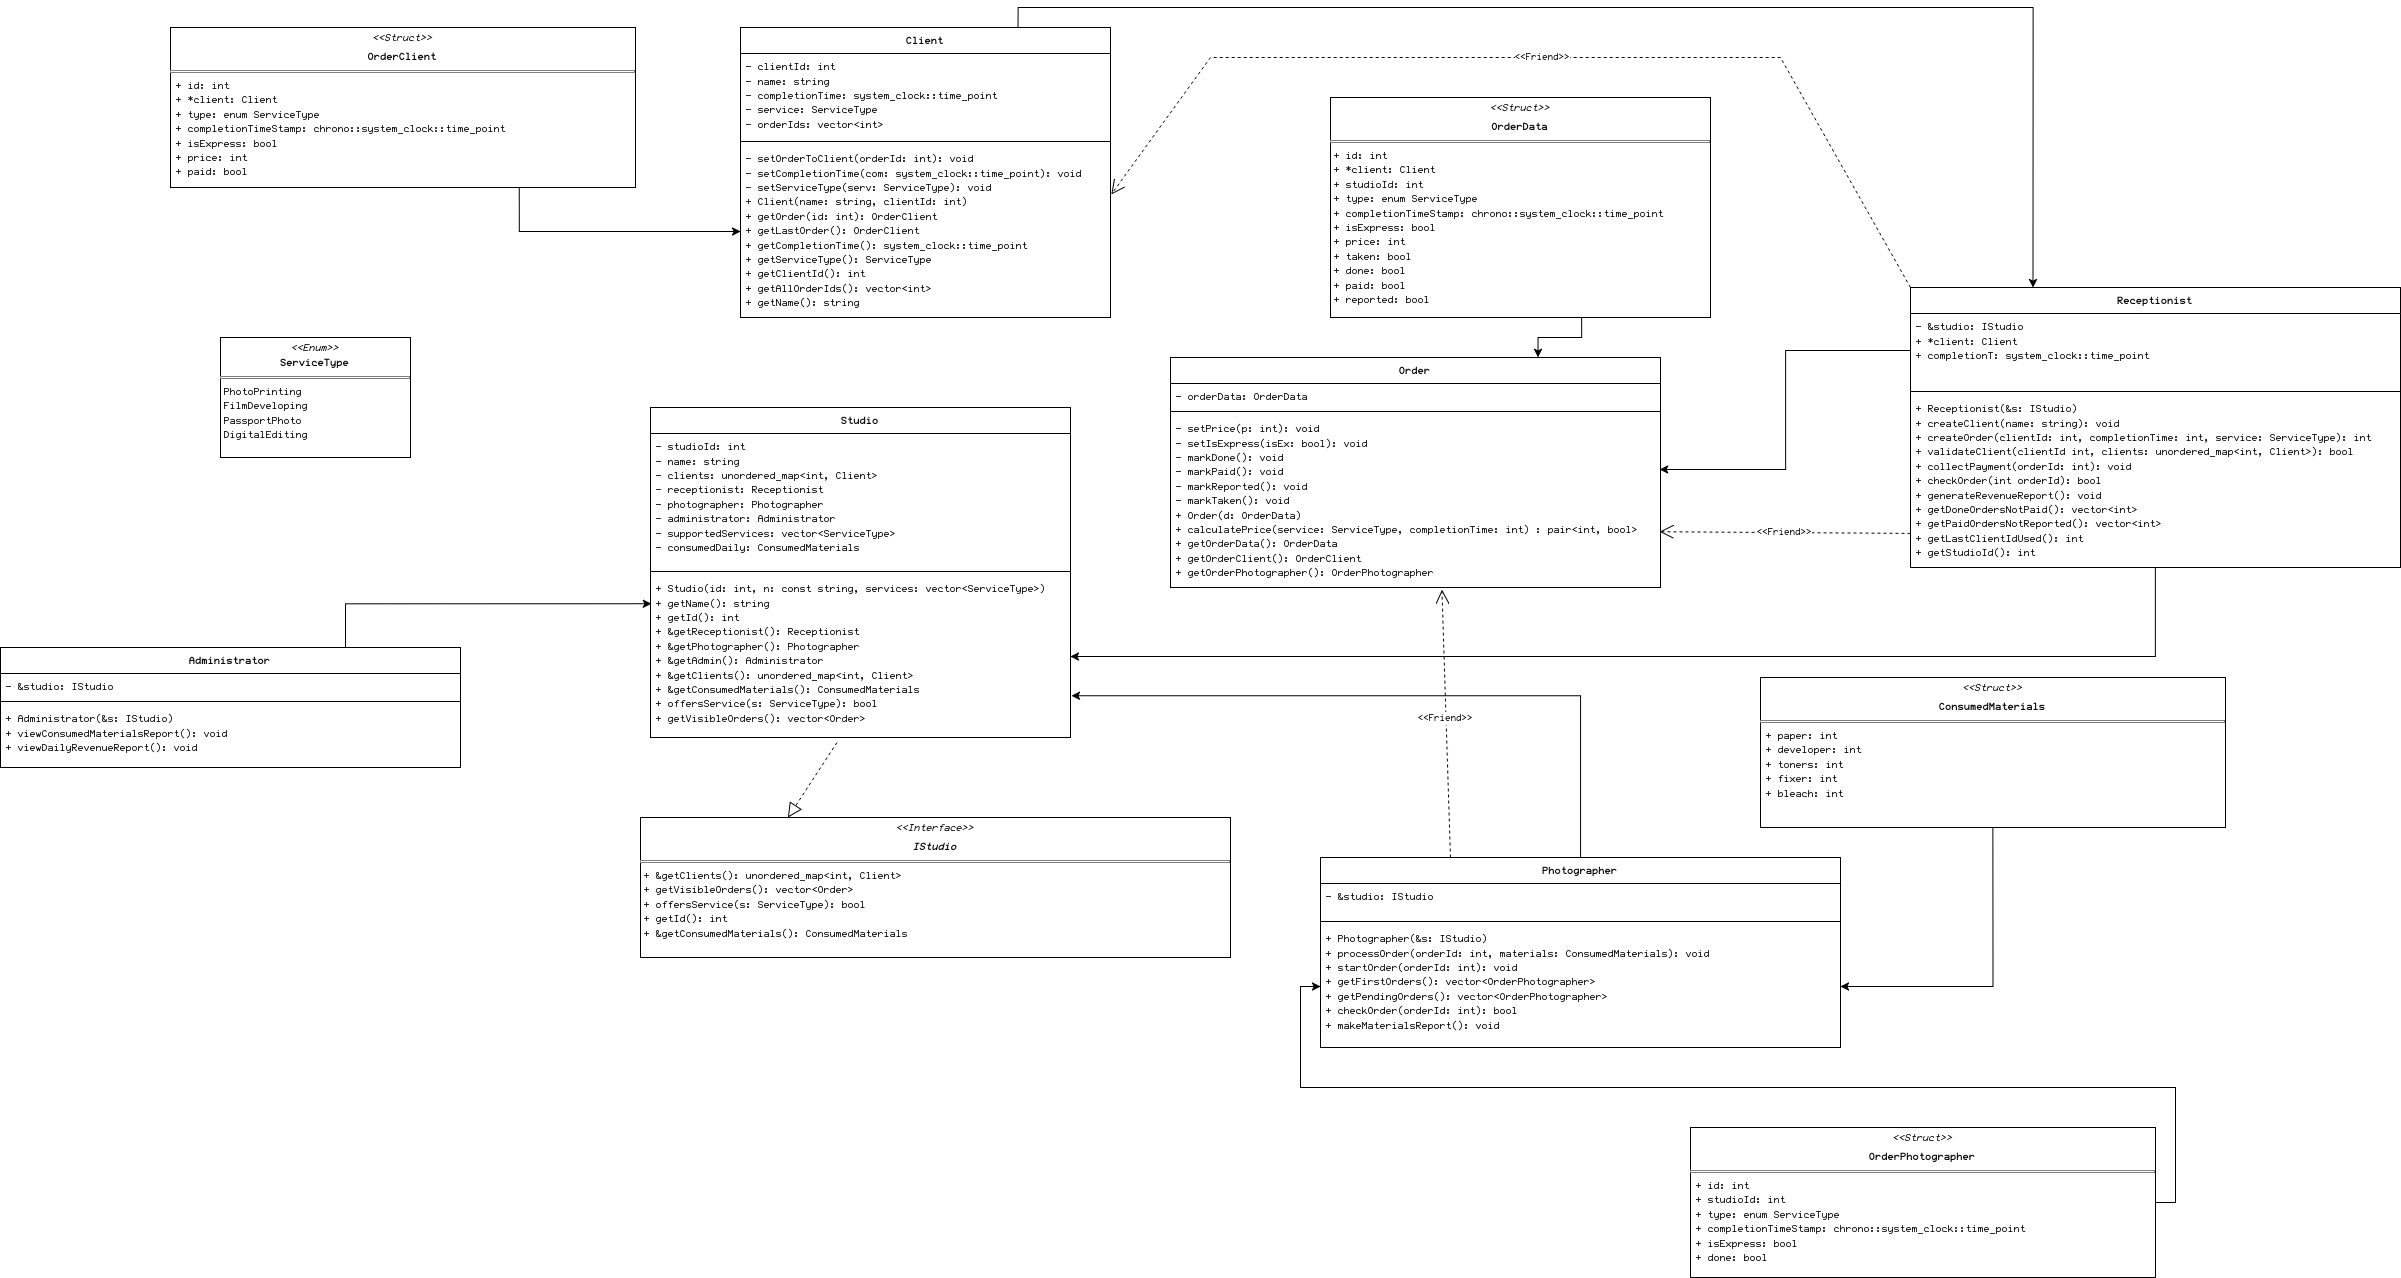 <<Struct>>
OrderClient
+ id: int
+ *client: Client
+ type: enum ServiceType
+ completionTimeStamp: chrono::system_clock::time_point
+ isExpress: bool
+ price: int
+ paid: bool
Client
- clientId: int
- name: string
- completionTime: system_clock::time_point
- service: ServiceType
- orderIds: vector<int>
- setOrderToClient(orderId: int): void
- setCompletionTime(com: system_clock::time_point): void
- setServiceType(serv: ServiceType): void
+ Client(name: string, clientId: int)
+ getOrder(id: int): OrderClient
+ getLastOrder(): OrderClient
+ getCompletionTime(): system_clock::time_point
+ getServiceType(): ServiceType
+ getClientId(): int
+ getAllOrderIds(): vector<int>
+ getName(): string
<<Friend>>
<<Struct>>
OrderData
+ id: int
+ *client: Client
+ studioId: int
+ type: enum ServiceType
+ completionTimeStamp: chrono::system_clock::time_point
+ isExpress: bool
+ price: int
+ taken: bool
+ done: bool
+ paid: bool
+ reported: bool
Receptionist
- &studio: IStudio
- *client: Client
- completionT: system_clock::time_point
+ Receptionist(&s: IStudio)
+ createClient(name: string): void
+ createOrder(clientId: int, completionTime: int, service: ServiceType): int
+ validateClient(clientId int, clients: unordered_map<int, Client>): bool
+ collectPayment(orderId: int): void
+ checkOrder(int orderId): bool
+ generateRevenueReport(): void
+ getDoneOrdersNotPaid(): vector<int>
+ getPaidOrdersNotReported(): vector<int>
+ getLastClientIdUsed(): int
+ getStudioId(): int
<<Enum>>
ServiceType
PhotoPrinting
FilmDeveloping
PassportPhoto
DigitalEditing
Order
- orderData: OrderData
- setPrice(p: int): void
- setIsExpress(isEx: bool): void
- markDone(): void
- markPaid(): void
- markReported(): void
- markTaken(): void
+ Order(d: OrderData)
+ calculatePrice(service: ServiceType, completionTime: int) : pair<int, bool>
+ getOrderData(): OrderData
+ getOrderClient(): OrderClient
+ getOrderPhotographer(): OrderPhotographer
<<Friend>>
Studio
- studioId: int
- name: string
- clients: unordered_map<int, Client>
- receptionist: Receptionist
- photographer: Photographer
- administrator: Administrator
- supportedServices: vector<ServiceType>
- consumedDaily: ConsumedMaterials
+ Studio(id: int, n: const string, services: vector<ServiceType>)
+ getName(): string
+ getId(): int
+ &getReceptionist(): Receptionist
+ &getPhotographer(): Photographer
+ &getAdmin(): Administrator
+ &getClients(): unordered_map<int, Client>
+ &getConsumedMaterials(): ConsumedMaterials
+ offersService(s: ServiceType): bool
+ getVisibleOrders(): vector<Order>
Administrator
- &studio: IStudio
+ Administrator(&s: IStudio)
+ viewConsumedMaterialsReport(): void
+ viewDailyRevenueReport(): void
<<Friend>>
<<Struct>>
ConsumedMaterials
+ paper: int
+ developer: int
+ toners: int
+ fixer: int
+ bleach: int
<<Interface>>
IStudio
+ &getClients(): unordered_map<int, Client>
+ getVisibleOrders(): vector<Order>
+ offersService(s: ServiceType): bool
+ getId(): int
+ &getConsumedMaterials(): ConsumedMaterials
Photographer
- &studio: IStudio
+ Photographer(&s: IStudio)
+ processOrder(orderId: int, materials: ConsumedMaterials): void
+ startOrder(orderId: int): void
+ getFirstOrders(): vector<OrderPhotographer>
+ getPendingOrders(): vector<OrderPhotographer>
+ checkOrder(orderId: int): bool
+ makeMaterialsReport(): void
<<Struct>>
OrderPhotographer
+ id: int
+ studioId: int
+ type: enum ServiceType
+ completionTimeStamp: chrono::system_clock::time_point
+ isExpress: bool
+ done: bool